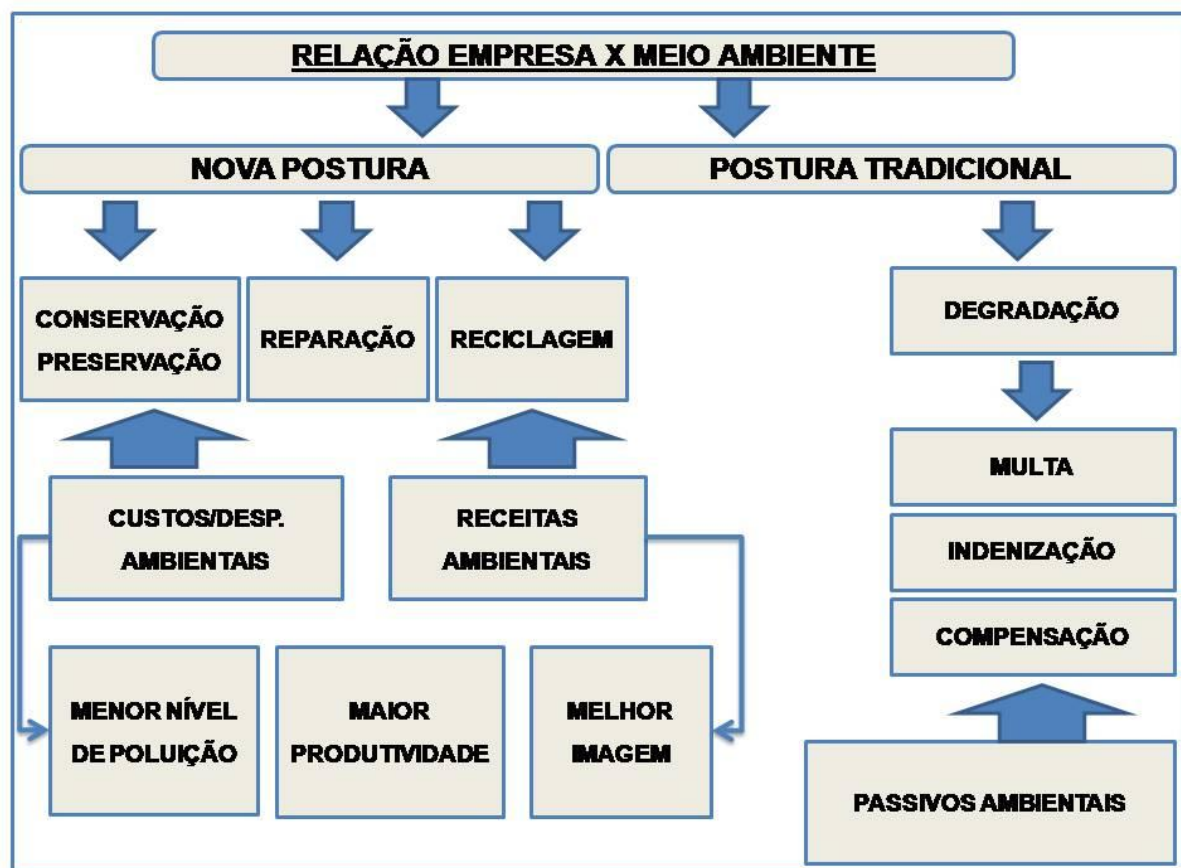 RELAÇÃO EMPRESA X MEIO AMBIENTE
NOVA POSTURA
POSTURA TRADICIONAL
CONSERVAÇÃO
PRESERVAÇÃO
REPARAÇÃO
RECICLAGEM
DEGRADAÇÃO
MULTA
INDENIZAÇÃO
COMPENSAÇÃO
CUSTOS/DESP.
AMBIENTAIS
RECEITAS
AMBIENTAIS
MENOR NÍVEL
DE POLUIÇÃO
MAIOR
PRODUTIVIDADE
MELHOR
IMAGEM
PASSIVOS AMBIENTAIS